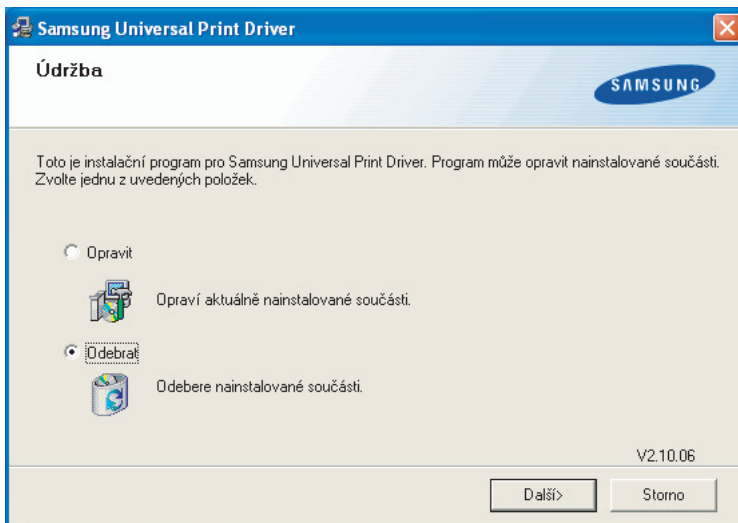 Samsung Universal Print Driver
Údržba
SAMSUNG
Toto je instalační program pro Samsung Universal Print Driver. Program může opravit nainstalované součásti.
Zvolte jednu z uvedených položek.
Opravit
Opraví aktuálně nainstalované součásti.
Odebrat
Odebere nainstalované součásti.
V2.10.06
Další>
Storno